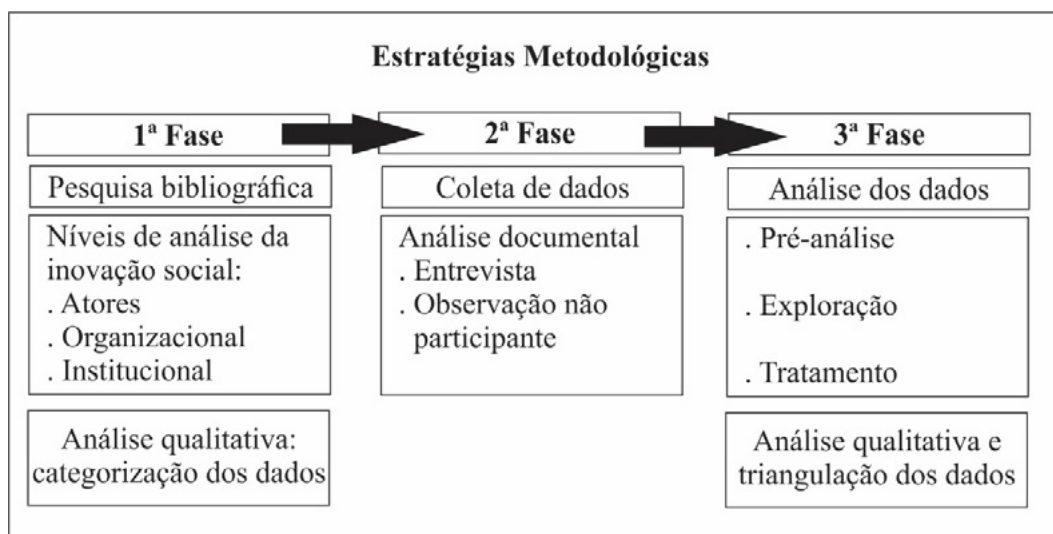 Estratégias Metodológicas
1ª Fase
Pesquisa bibliográfica
Níveis de análise da
inovação social:
. Atores
. Organizacional
. Institucional
Análise qualitativa:
categorização dos dados
2ª Fase
Coleta de dados
Análise documental
. Entrevista
. Observação não
participante
3ª Fase
Análise dos dados
. Pré-análise
. Exploração
. Tratamento
Análise qualitativa e
triangulação dos dados